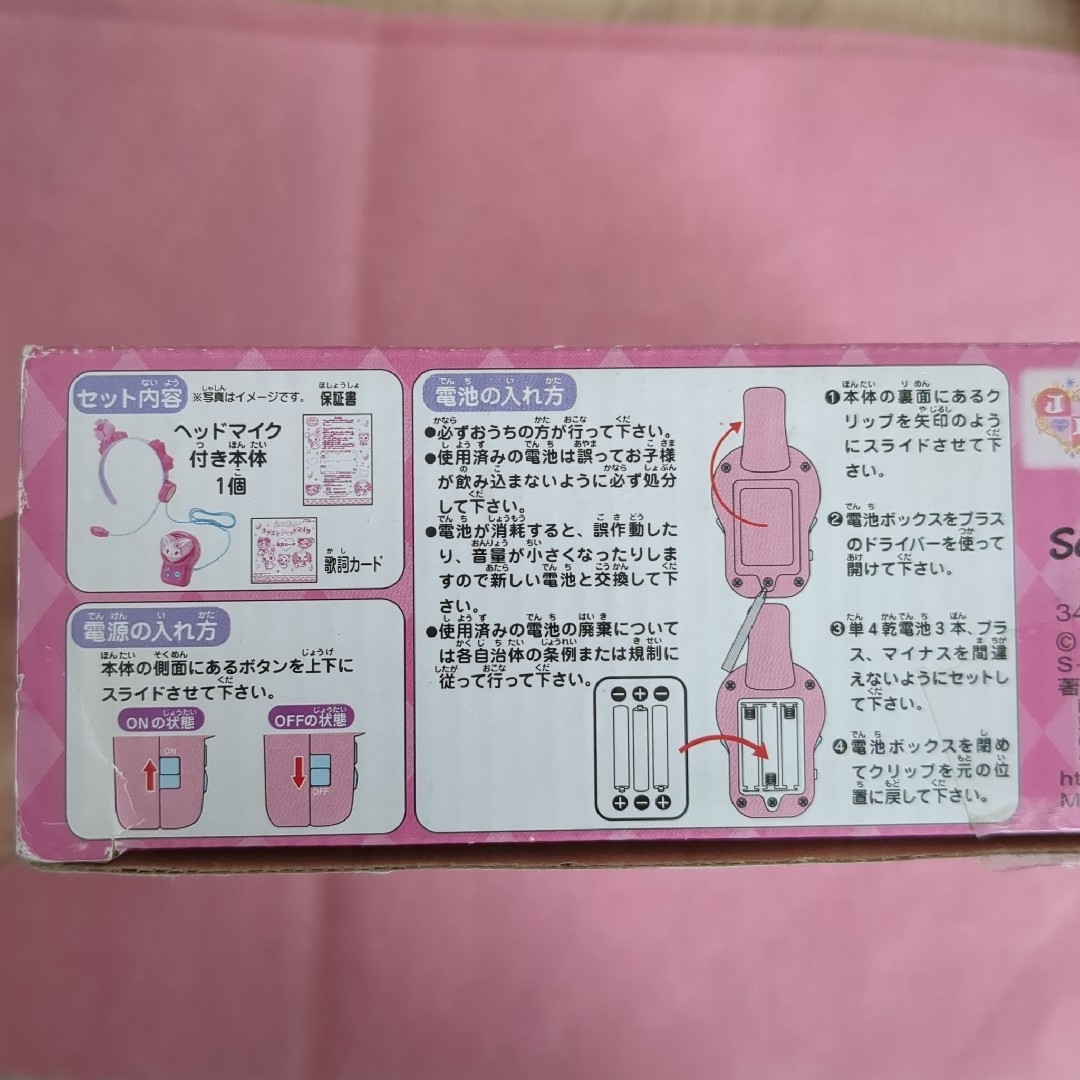 セット内容
※写真はイメージです。
保証書
ヘッドマイク
付き本体
1個
歌詞カード
電源の入れ方
本体の側面にあるボタンを上下に
スライドさせて下さい。
ONの状態
OFFの状態
ON
OFF
電池の入れ方
●必ずおうちの方が行って下さい。
●使用済みの電池は誤ってお子様
が飲み込まないように必ず処分
して下さい。
●電池が消耗すると、誤作動した
り、音量が小さくなったりしま
すので新しい電池と交換して下
さい。
●使用済みの電池の廃棄について
は各自治体の条例または規制に
従って行って下さい。
❶本体の裏面にあるク
リップを矢印のよう
にスライドさせて下
さい。
❷電池ボックスをプラス
のドライバーを使って
開けて下さい。
❸単4乾電池3本、プラ
ス、マイナスを間違
えないようにセットし
て下さい。
❹電池ボックスを閉め
てクリップを元の位
置に戻して下さい。
J
34
©
S
著
M